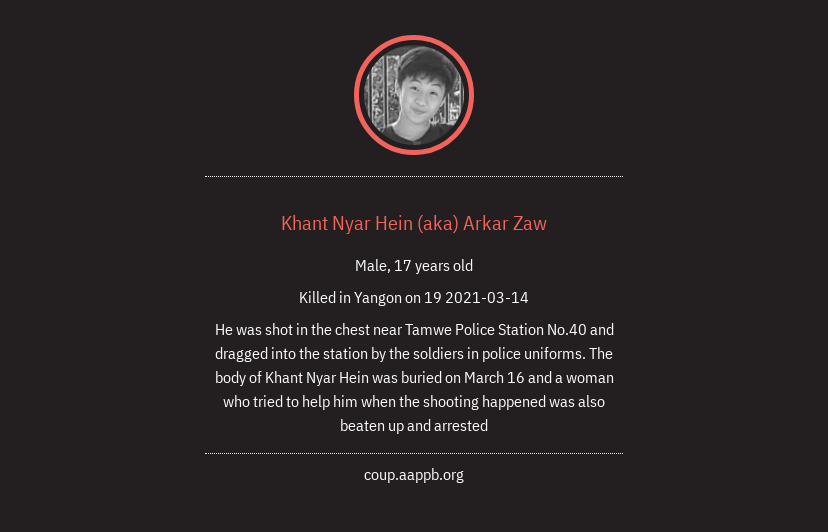 Khant Nyar Hein (aka) Arkar Zaw
Male, 17 years old
Killed in Yangon on 19 2021-03-14
He was shot in the chest near Tamwe Police Station No.40 and
dragged into the station by the soldiers in police uniforms. The
body of Khant Nyar Hein was buried on March 16 and a woman
who tried to help him when the shooting happened was also
beaten up and arrested
coup.aappb.org